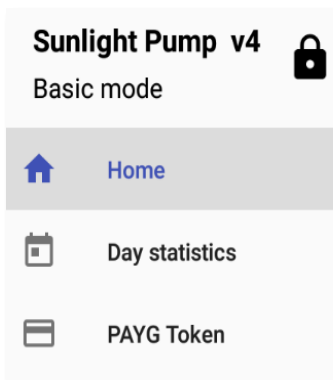 Sunlight Pump v4
Basic mode
Home
Day statistics
PAYG Token